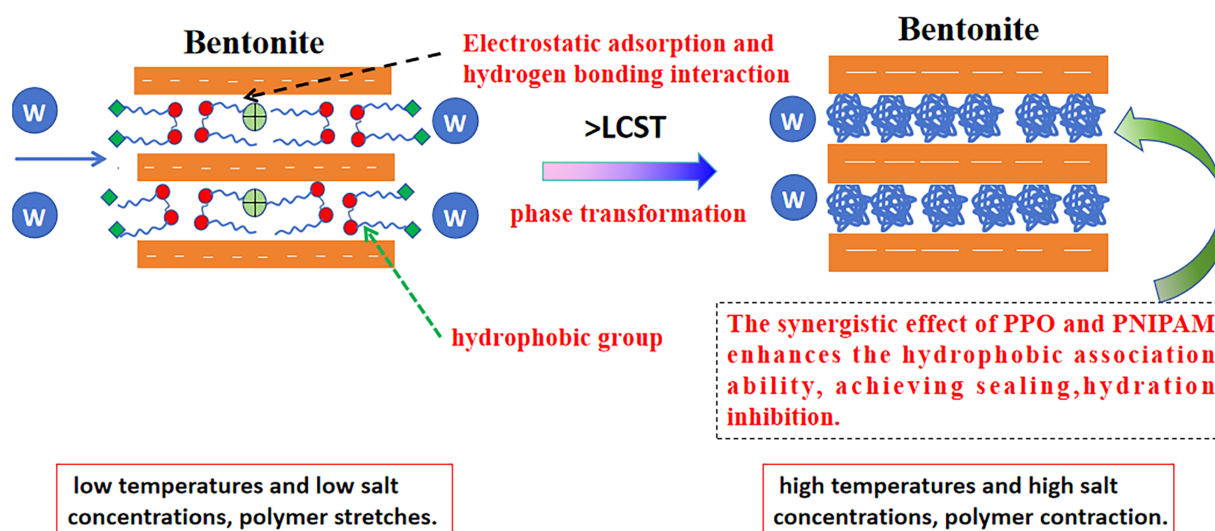 Bentonite
Electrostatic adsorption and
hydrogen bonding interaction
W
W
W
W
hydrophobic group
>LCST
phase transformation
Bentonite
W
W
The synergistic effect of PPO and PNIPAM
enhances the hydrophobic association
ability, achieving sealing,hydration
inhibition.
low temperatures and low salt
concentrations, polymer stretches.
high temperatures and high salt
concentrations, polymer contraction.